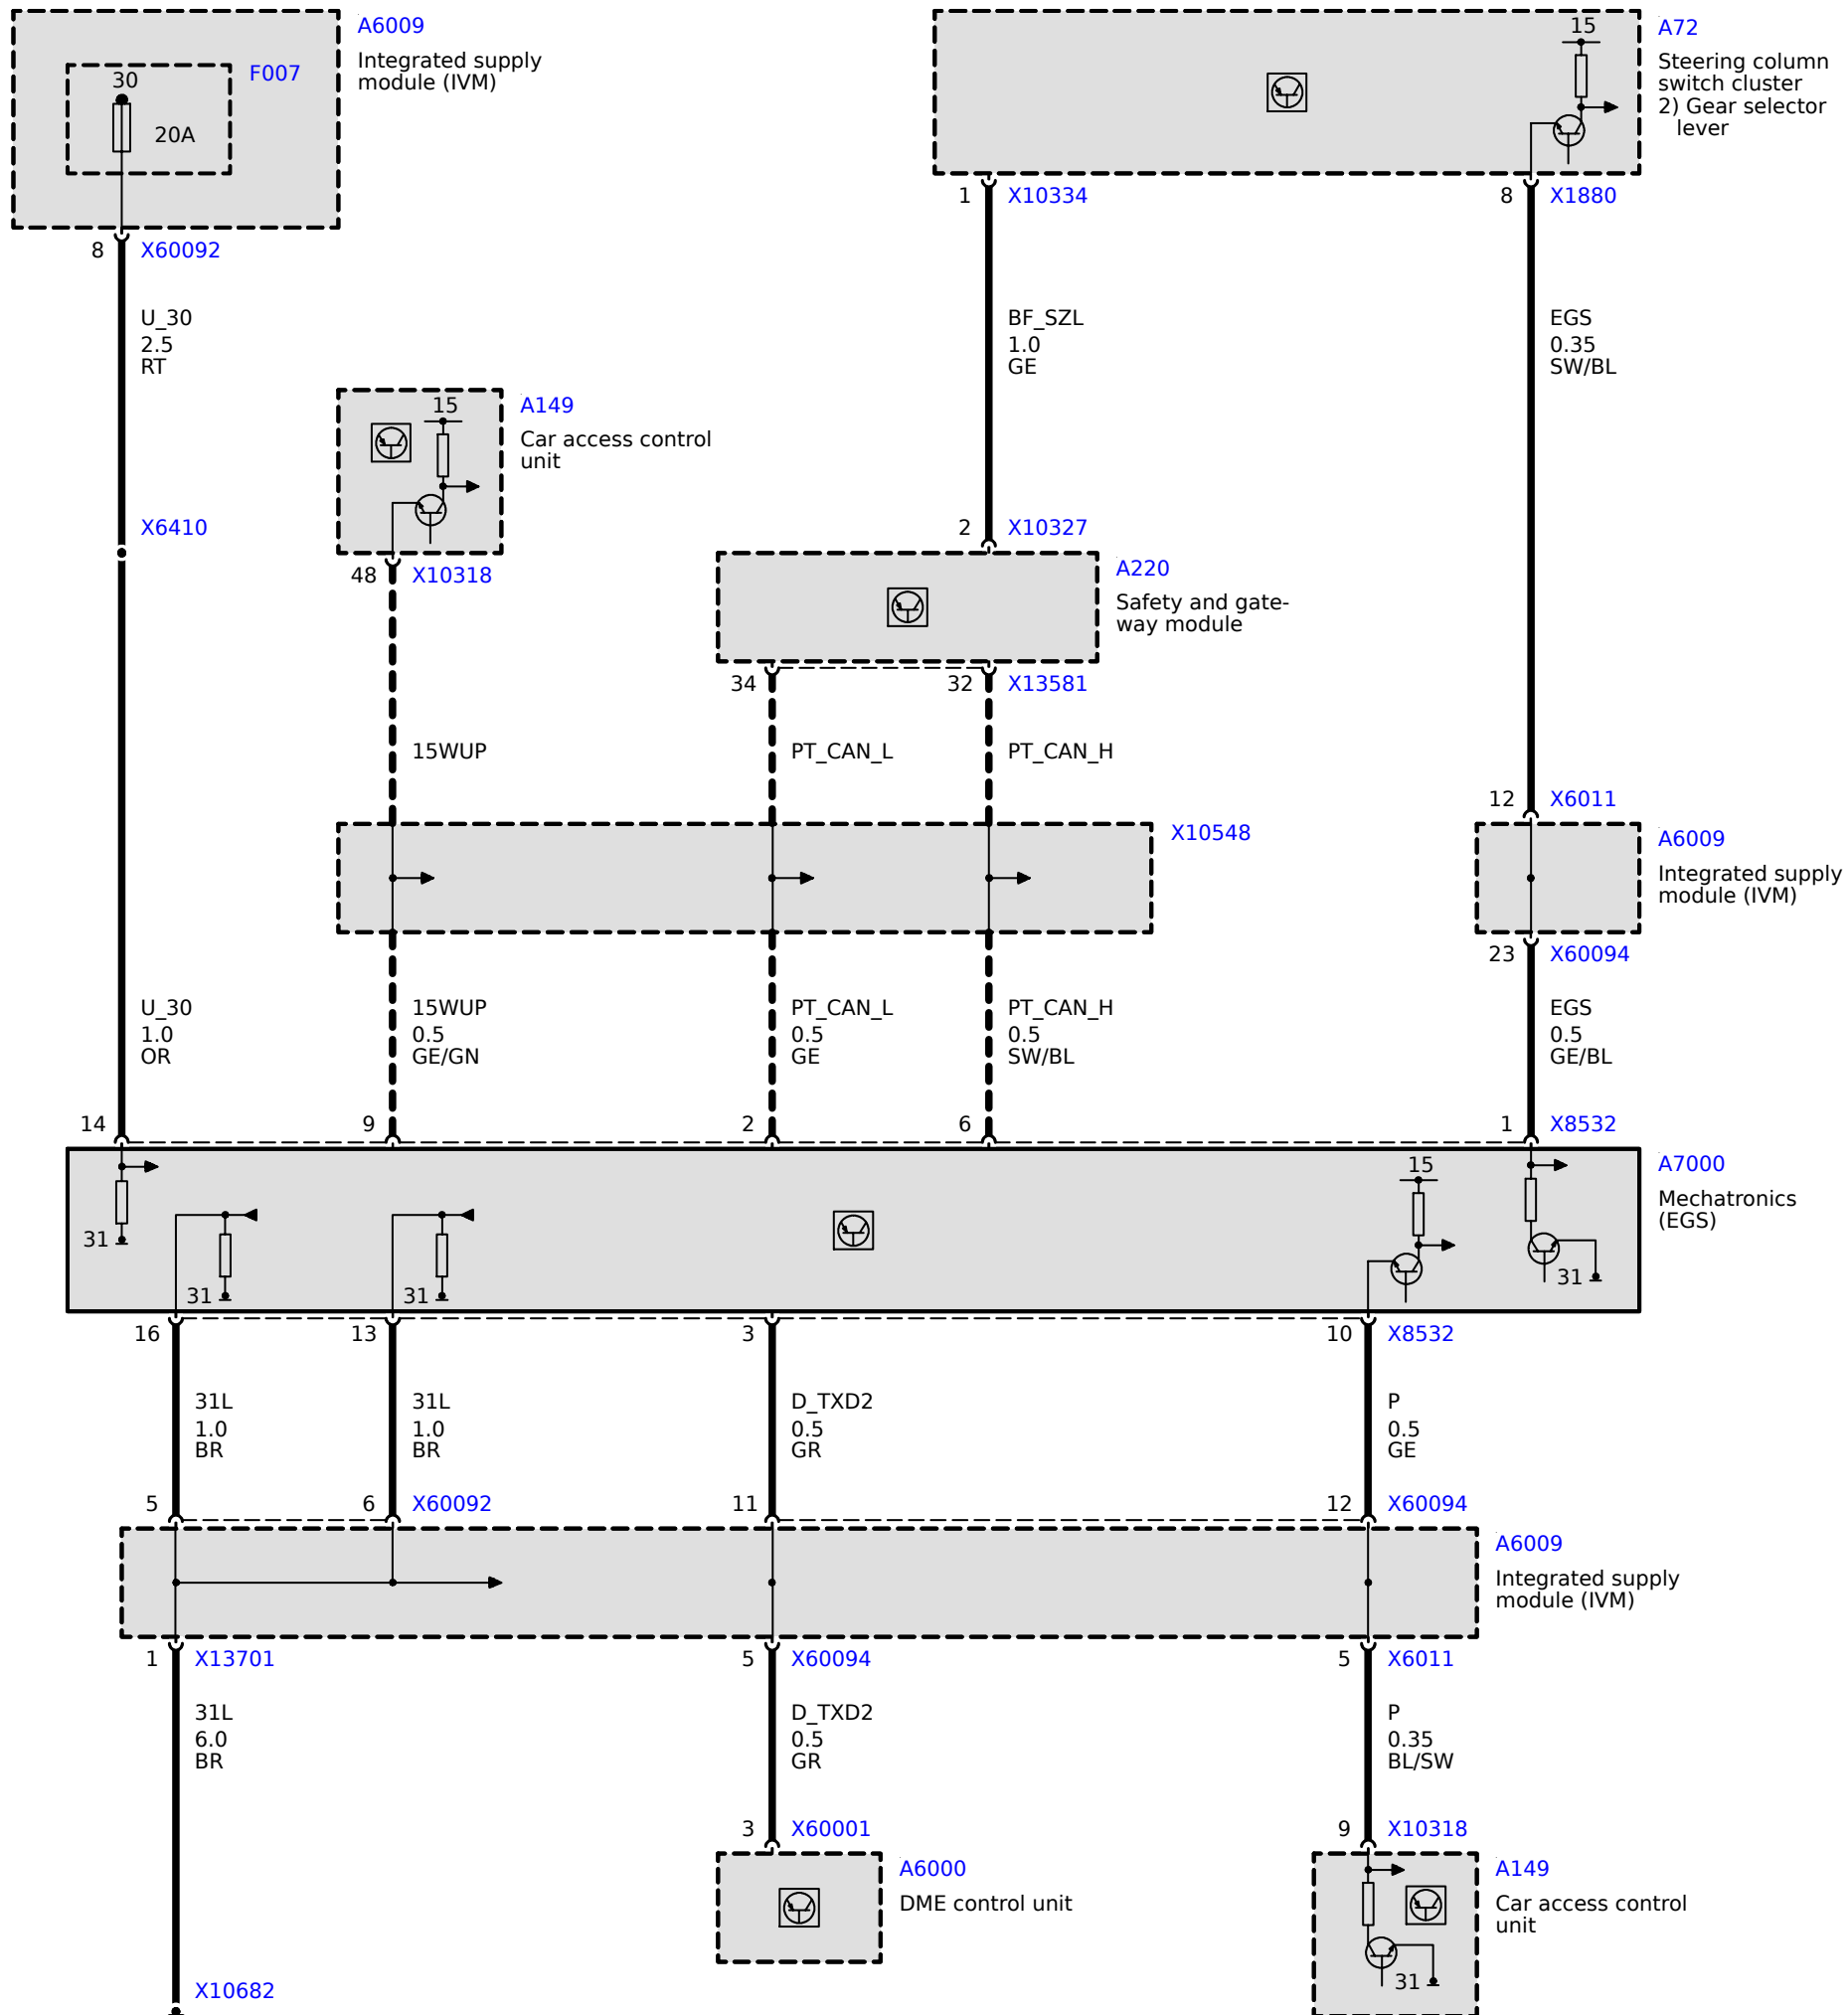 A6009
Integrated supply
module (IVM)
F007
30
20A
8 X60092
A72
Steering column
switch cluster
2) Gear selector
lever
15
1 X10334
8 X1880
U_30
2.5
RT
BF_SZL
1.0
GE
EGS
0.35
SW/BL
A149
Car access control
unit
15
48 X10318
X6410
2 X10327
A220
Safety and gate-
way module
34
32 X13581
15WUP
PT_CAN_L
PT_CAN_H
12 X6011
X10548
A6009
Integrated supply
module (IVM)
23 X60094
U_30
1.0
OR
15WUP
0.5
GE/GN
PT_CAN_L
0.5
GE
PT_CAN_H
0.5
SW/BL
EGS
0.5
GE/BL
14
9
2
6
1 X8532
A7000
Mechatronics
(EGS)
31
31
31
15
31
16
13
3
10 X8532
31L
1.0
BR
31L
1.0
BR
D_TXD2
0.5
GR
P
0.5
GE
5
6 X60092
11
12 X60094
A6009
Integrated supply
module (IVM)
1 X13701
5 X60094
5 X6011
31L
6.0
BR
D_TXD2
0.5
GR
P
0.35
BL/SW
3 X60001
9 X10318
A6000
DME control unit
A149
Car access control
unit
31
X10682